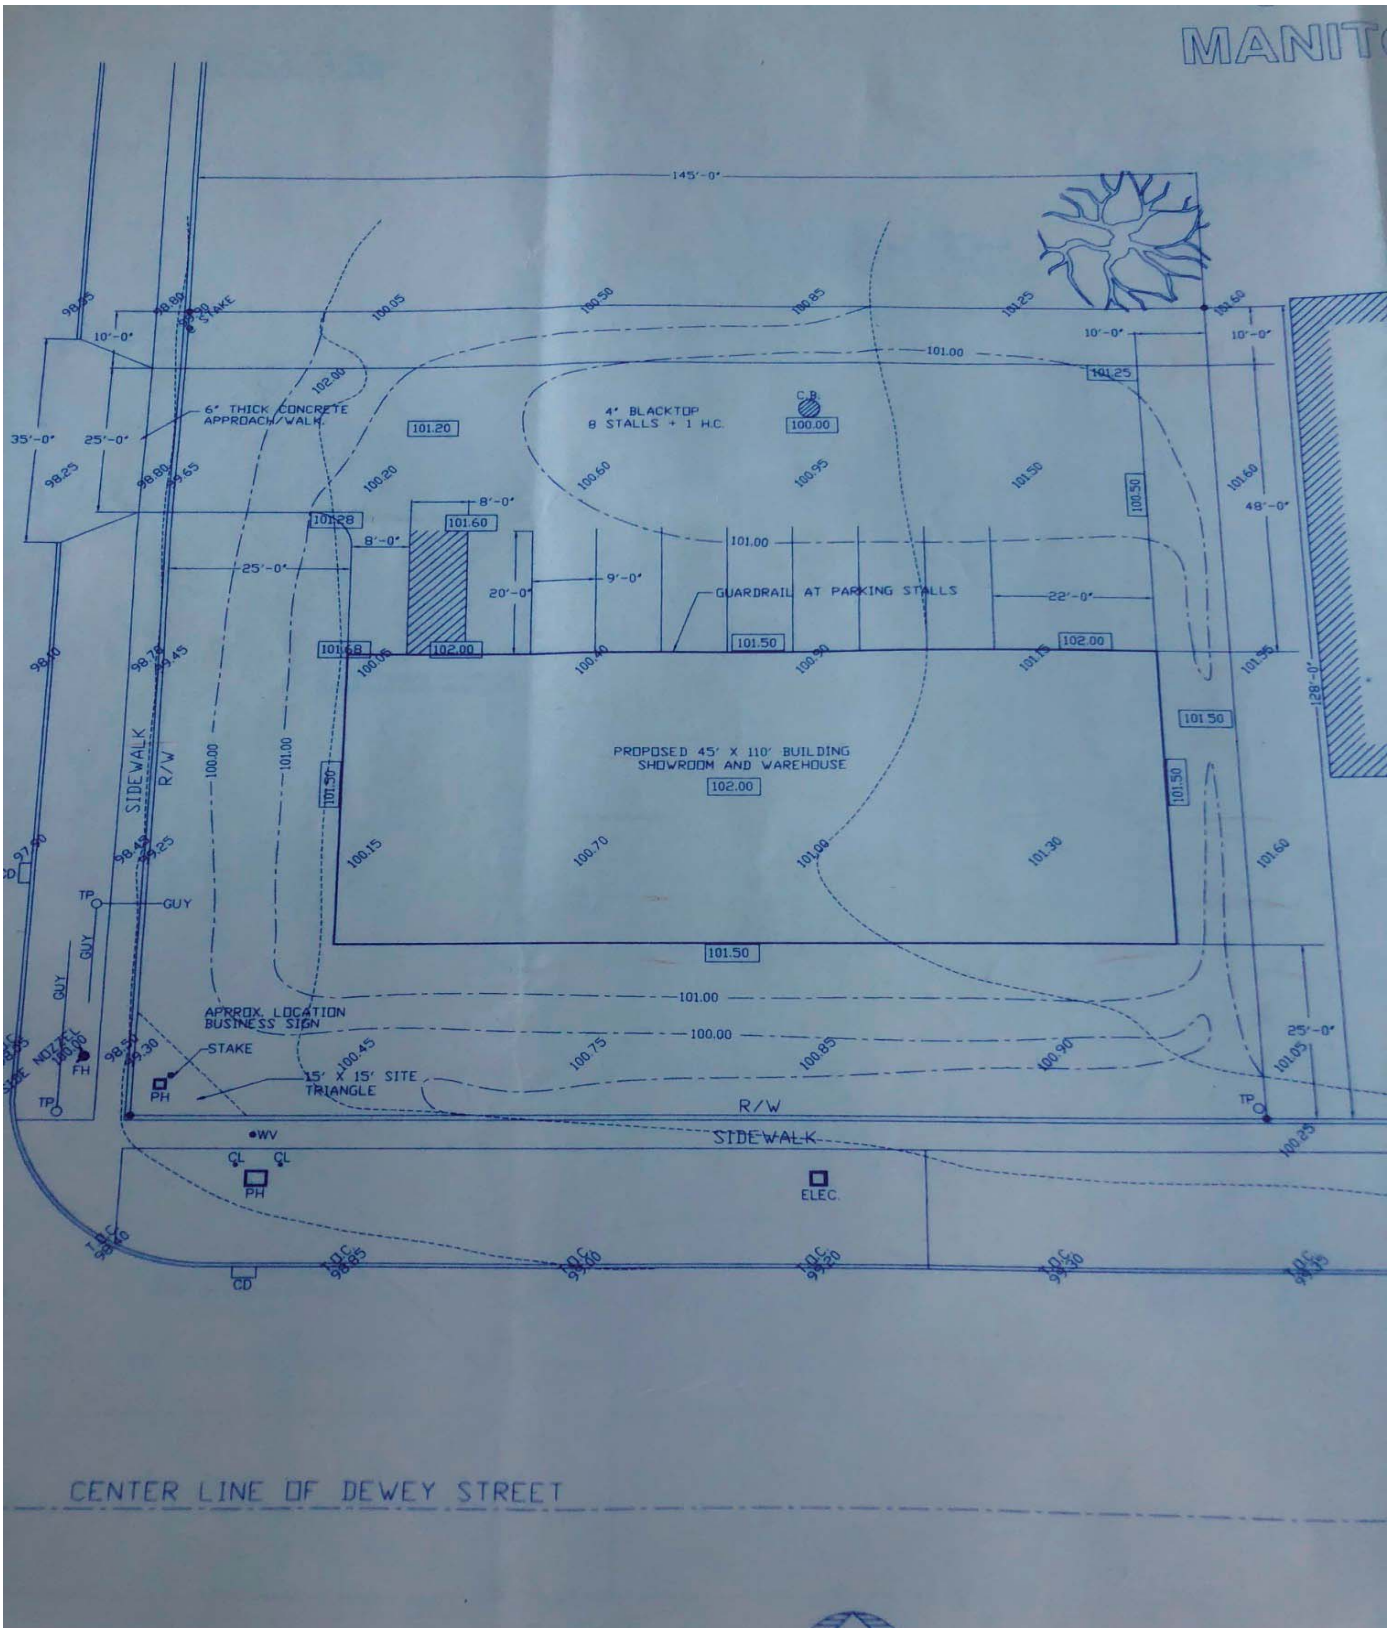 MANIT
145'-0"
98.80
99.90
8 STAKE
100.05
100.50
100.85
101.25
101.60
10'-0"
10'-0"
10'-0"
101.00
102.00
101.25
6" THICK CONCRETE
APPROACH/WALK.
C.B.
4" BLACKTOP
8 STALLS + 1 H.C.
100.00
101.20
35'-0"
25'-0"
98.25
98.80
99.65
100.20
100.60
100.95
101.50
101.60
100.50
48'-0"
8'-0"
101.28
101.60
8'-0"
101.00
25'-0"
20'-0"
9'-0"
GUARDRAIL AT PARKING STALLS
22'-0"
101.68
102.00
101.50
102.00
98.10
98.78
99.45
100.05
100.40
100.90
101.15
101.95
128'-0"
101.50
SIDEWALK
R/W
100.00
101.00
101.50
PROPOSED 45' X 110' BUILDING
SHOWROOM AND WAREHOUSE
102.00
101.50
97.90
99.25
100.15
100.70
101.00
101.30
101.60
CD
TP
GUY
GUY
GUY
101.50
101.00
APPROX. LOCATION
BUSINESS SIGN
100.00
25'-0"
STAKE
NOZZEL
100.00
FH
98.50
99.30
100.45
100.75
100.85
100.90
101.05
15' X 15' SITE
TRIANGLE
PH
TP
TP
R/W
SIDEWALK
WV
100.25
CL
CL
PH
ELEC.
T.O.C.
98.40
T.O.C.
98.85
T.O.C.
99.00
T.O.C.
99.20
T.O.C.
99.30
T.O.C.
CD
CENTER LINE OF DEWEY STREET